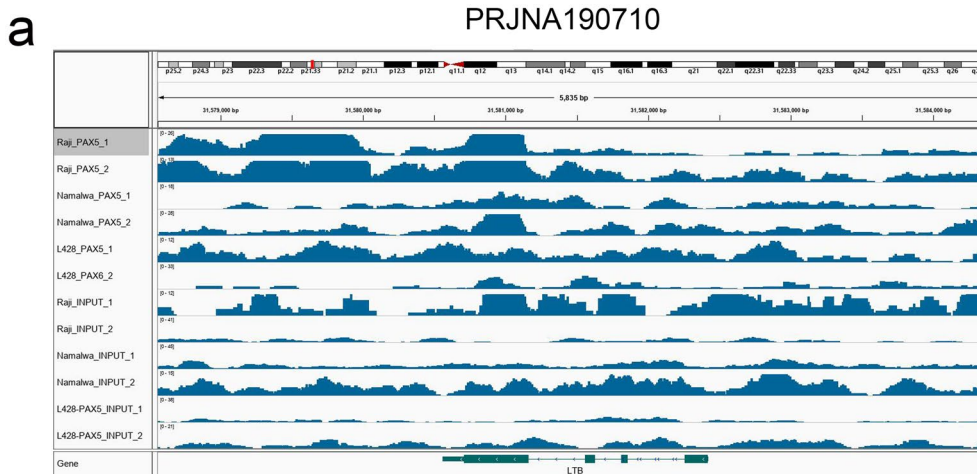 a
PRJNA190710
p25.2 p24.3 p23 p22.3 p22.2 p21.33 p21.2 p21.1 p12.3 p12.1 q11.1 q12 q13 q14.1 q14.2 q15 q16.1 q16.3 q21 q22.1 q22.31 q22.33 q23.3 q24.2 q25.1 q25.3 q26
5,835 bp
31,579,000 bp 31,580,000 bp 31,581,000 bp 31,582,000 bp 31,583,000 bp 31,584,000 bp
Raji_PAX5_1 [0 - 26]
Raji_PAX5_2 [0 - 13]
Namalwa_PAX5_1 [0 - 18]
Namalwa_PAX5_2 [0 - 28]
L428_PAX5_1 [0 - 12]
L428_PAX6_2 [0 - 33]
Raji_INPUT_1 [0 - 12]
Raji_INPUT_2 [0 - 41]
Namalwa_INPUT_1 [0 - 45]
Namalwa_INPUT_2 [0 - 15]
L428-PAX5_INPUT_1 [0 - 38]
L428-PAX5_INPUT_2 [0 - 21]
Gene
LTB